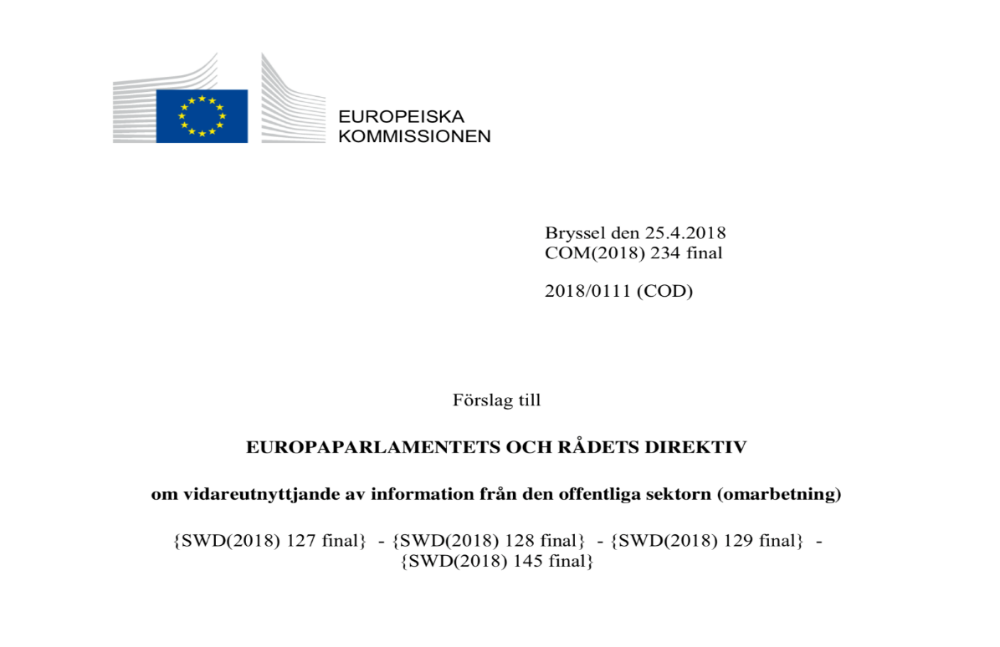 EUROPEISKA
KOMMISSIONEN
Bryssel den 25.4.2018
COM(2018) 234 final
2018/0111 (COD)
Förslag till
EUROPAPARLAMENTETS OCH RÅDETS DIREKTIV
om vidareutnyttjande av information från den offentliga sektorn (omarbetning)
{SWD(2018) 127 final} - {SWD(2018) 128 final} - {SWD(2018) 129 final} -
{SWD(2018) 145 final}